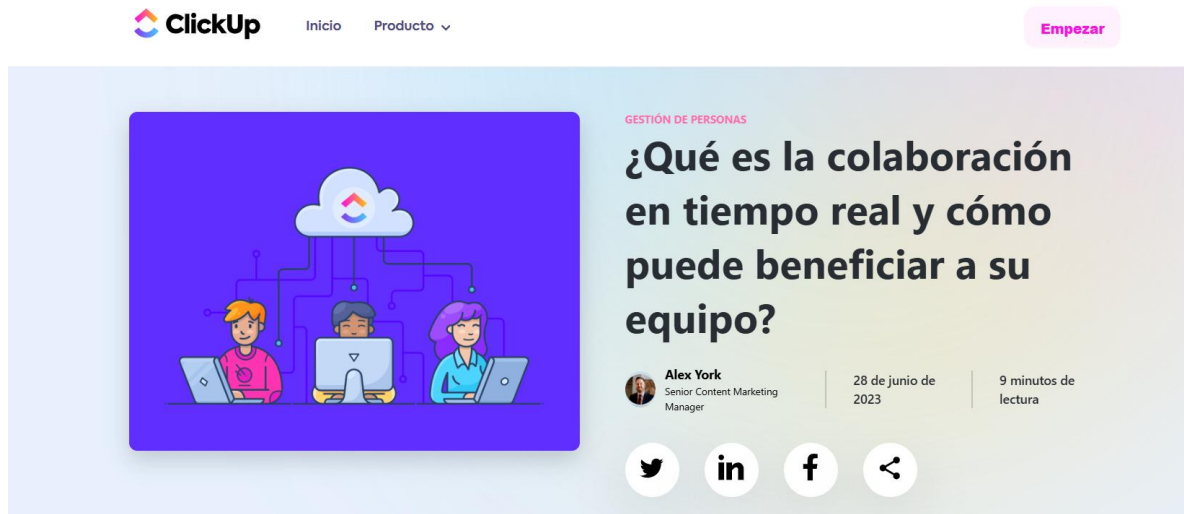 ClickUp Inicio Producto Empezar
GESTIÓN DE PERSONAS
¿Qué es la colaboración
en tiempo real y cómo
puede beneficiar a su
equipo?
Alex York
Senior Content Marketing
Manager
28 de junio de
2023
9 minutos de
lectura